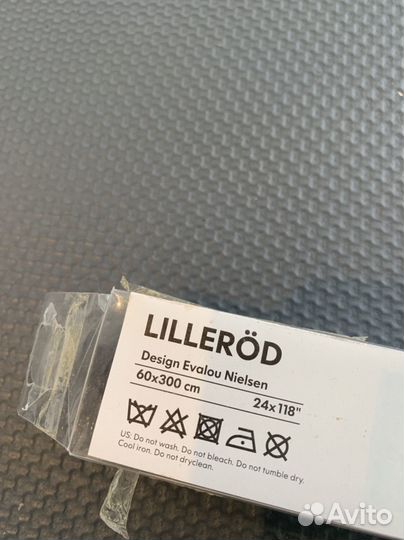 LILLERÖD
Design Evalou Nielsen
60x300 cm 24x118"
US: Do not wash. Do not bleach. Do not tumble dry.
Cool iron. Do not dryclean.
Avito